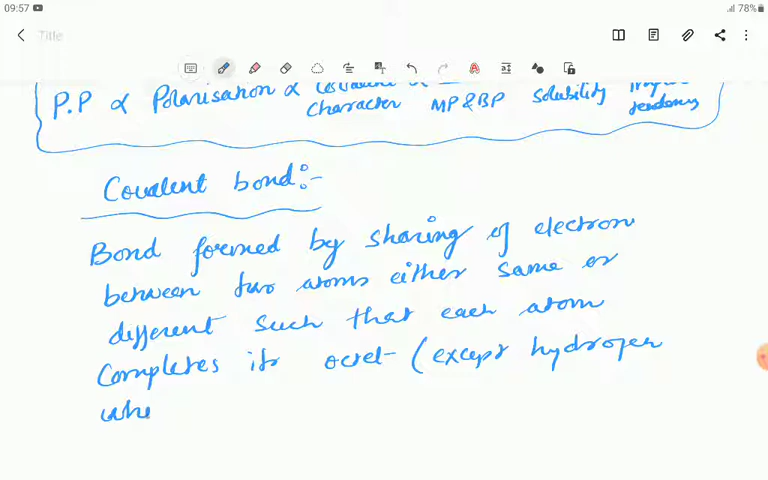 09:57
78%
Title
P.P ∝ Polarisation ∝
character MP & BP solubility
tendency
Covalent bond:-
Bond formed by sharing of electron
between two atoms either same or
different such that each atom
completes its octet (except hydrogen
whe